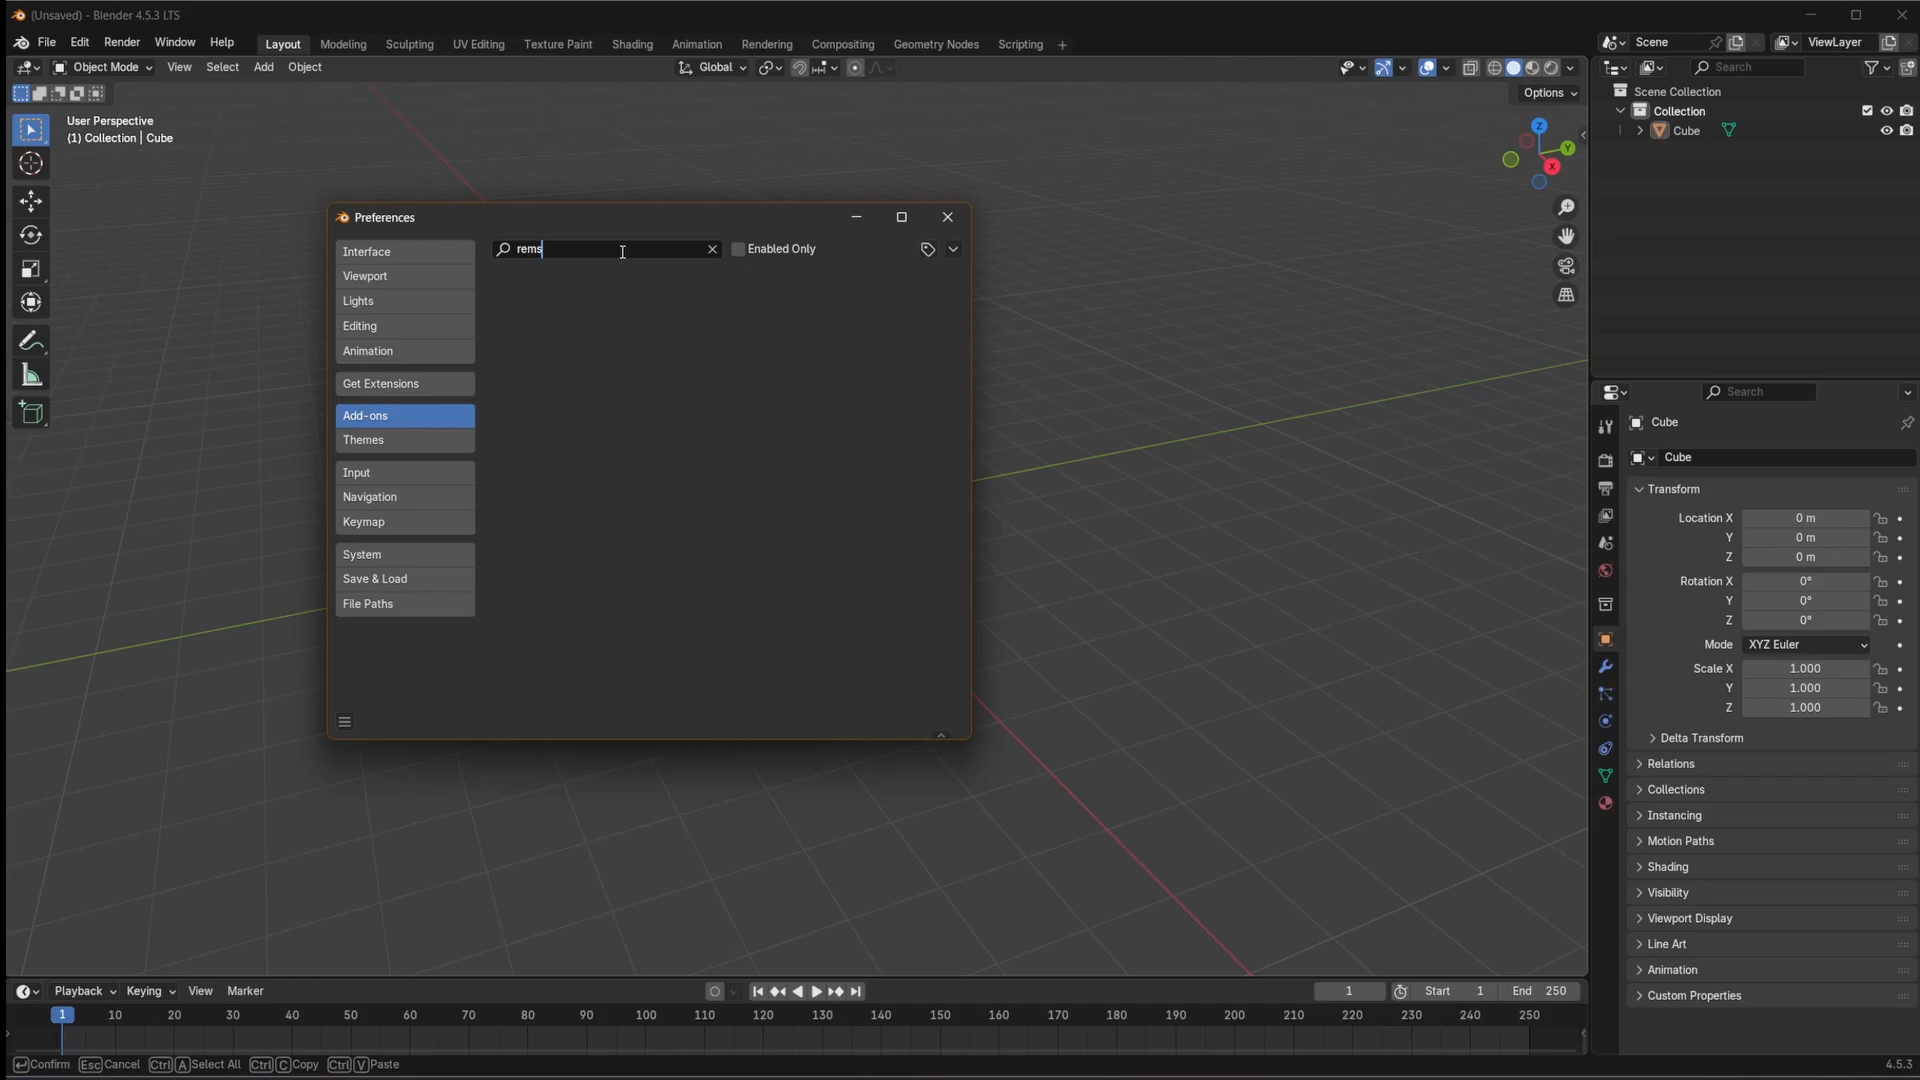 (Unsaved) - Blender 4.5.3 LTS
File Edit Render Window Help Layout Modeling Sculpting UV Editing Texture Paint Shading Animation Rendering Compositing Geometry Nodes Scripting + Scene ViewLayer
Object Mode View Select Add Object Global Search
Options
User Perspective
(1) Collection | Cube
Scene Collection
Collection
Cube
Z
Y
X
Preferences
rems Enabled Only
Interface
Viewport
Lights
Editing
Animation
Get Extensions
Add-ons
Themes
Input
Navigation
Keymap
System
Save & Load
File Paths
Search
Cube
Cube
Transform
Location X 0 m
Y 0 m
Z 0 m
Rotation X 0°
Y 0°
Z 0°
Mode XYZ Euler
Scale X 1.000
Y 1.000
Z 1.000
Delta Transform
Relations
Collections
Instancing
Motion Paths
Shading
Visibility
Viewport Display
Line Art
Animation
Custom Properties
Playback Keying View Marker 1 Start 1 End 250
1 10 20 30 40 50 60 70 80 90 100 110 120 130 140 150 160 170 180 190 200 210 220 230 240 250
Confirm Esc Cancel Ctrl A Select All Ctrl C Copy Ctrl V Paste 4.5.3